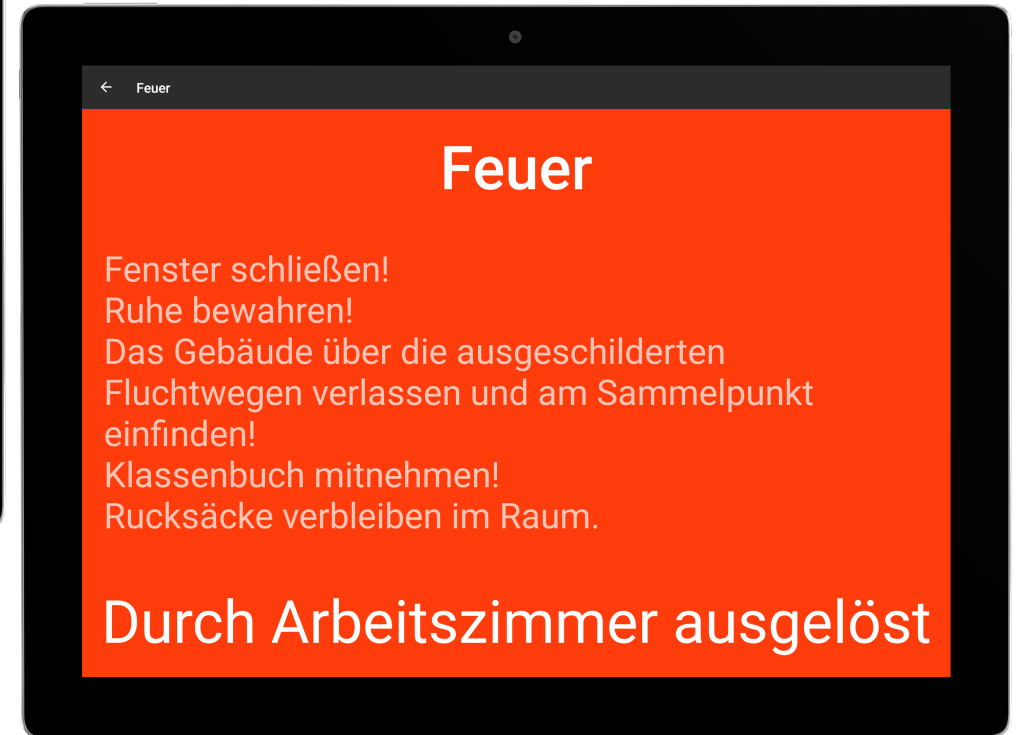 Feuer
Feuer
Fenster schließen!
Ruhe bewahren!
Das Gebäude über die ausgeschilderten
Fluchtwegen verlassen und am Sammelpunkt
einfinden!
Klassenbuch mitnehmen!
Rucksäcke verbleiben im Raum.
Durch Arbeitszimmer ausgelöst